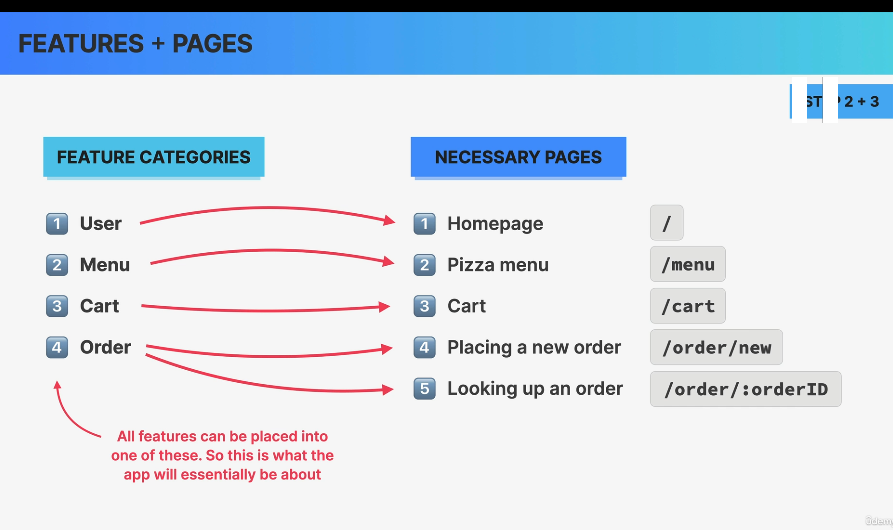 FEATURES + PAGES
STEP 2 + 3
FEATURE CATEGORIES
NECESSARY PAGES
1 User
1 Homepage
/
2 Menu
2 Pizza menu
/menu
3 Cart
3 Cart
/cart
4 Order
4 Placing a new order
/order/new
5 Looking up an order
/order/:orderID
All features can be placed into
one of these. So this is what the
app will essentially be about